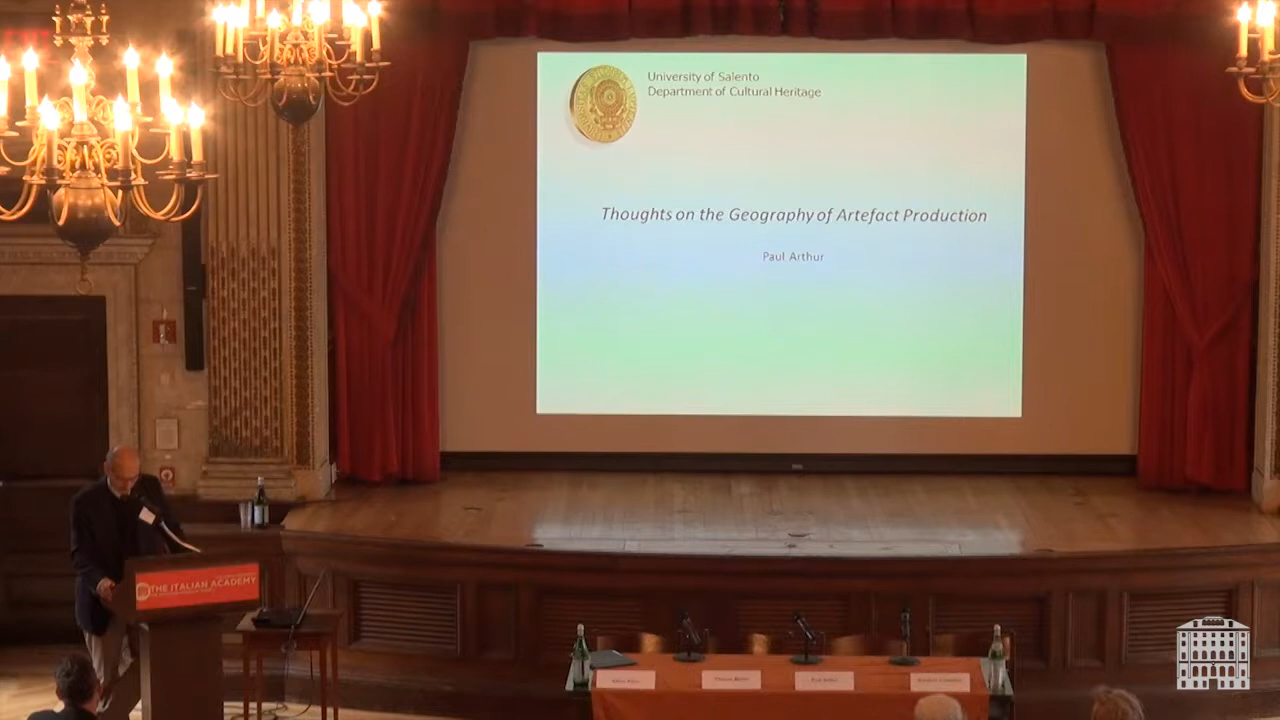 University of Salento
Department of Cultural Heritage
Thoughts on the Geography of Artefact Production
Paul Arthur
THE ITALIAN ACADEMY